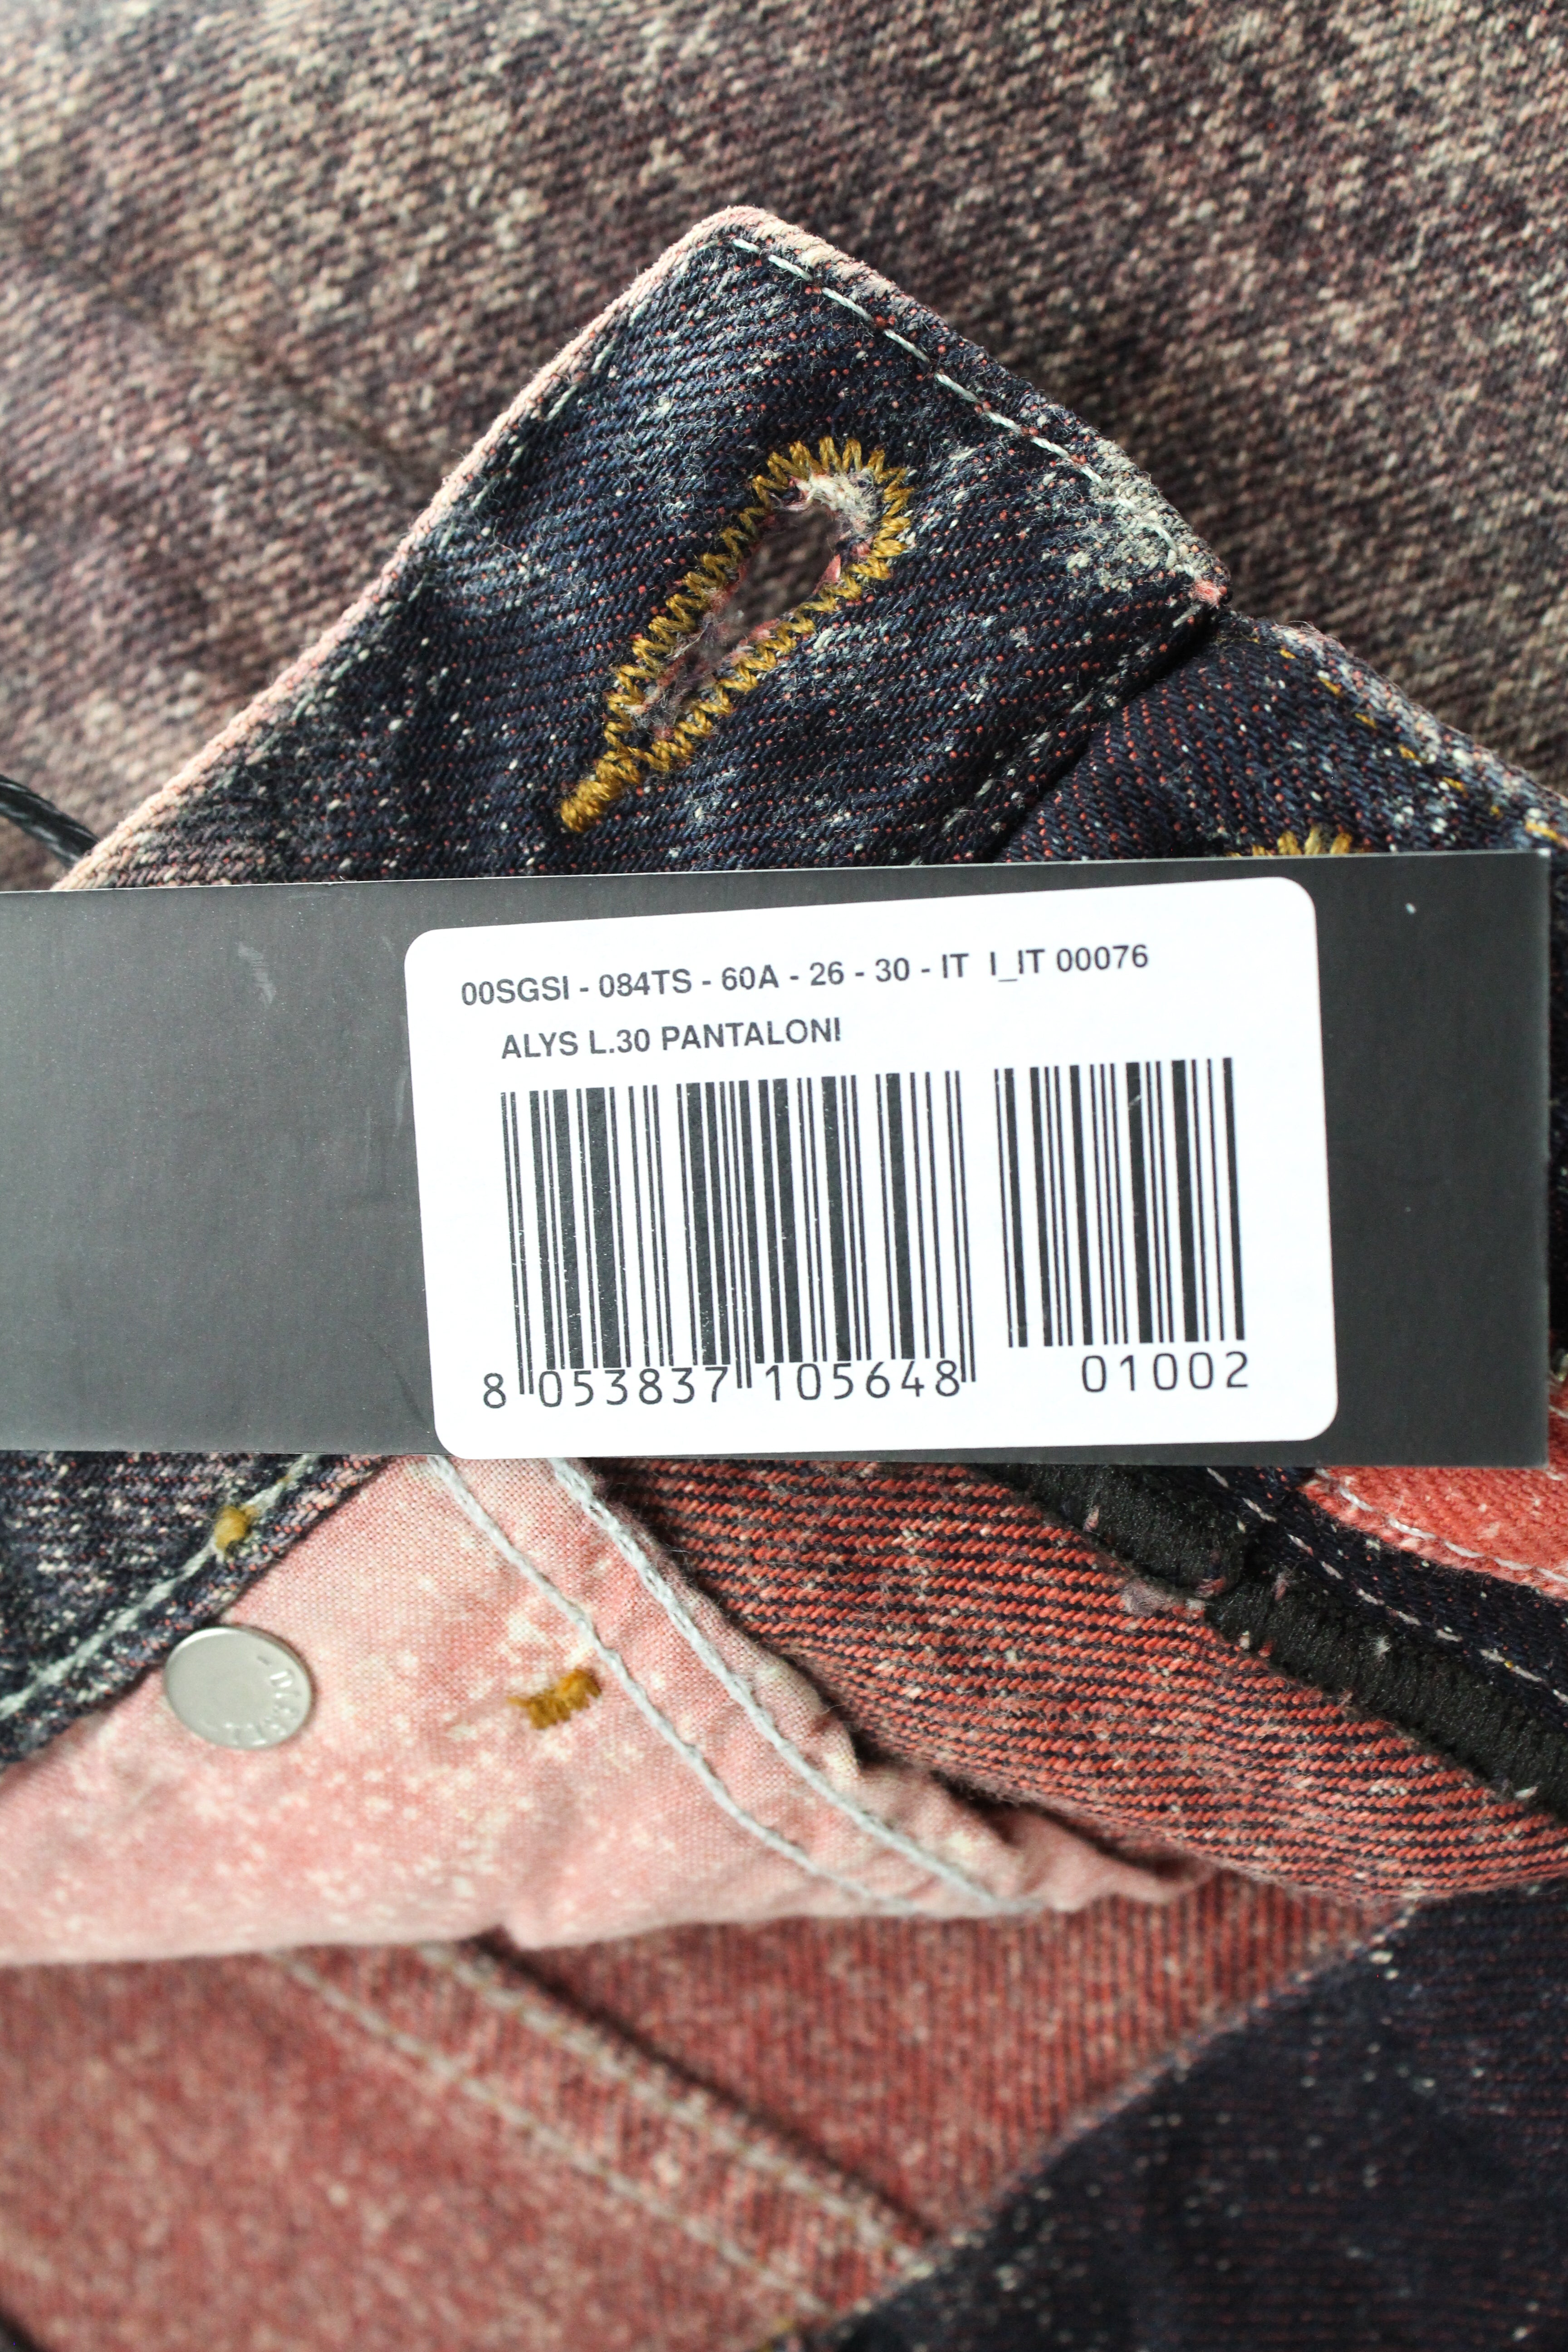 00SGSI - 084TS - 60A - 26 - 30 - IT I_IT 00076
ALYS L.30 PANTALONI
8 053837 105648 01002